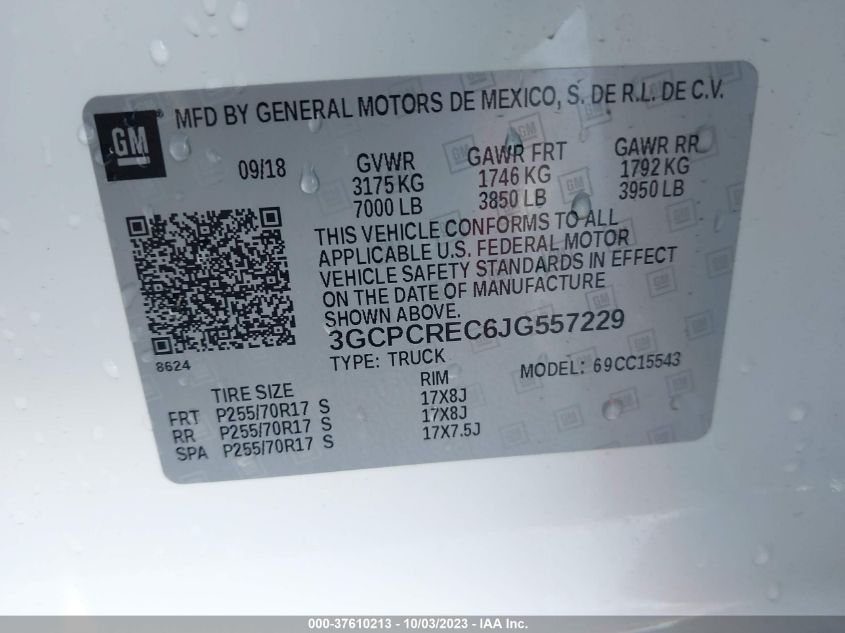 GM ® MFD BY GENERAL MOTORS DE MEXICO, S. DE R.L. DE C.V.
09/18 GVWR GAWR FRT GAWR RR
3175 KG 1746 KG 1792 KG
7000 LB 3850 LB 3950 LB
THIS VEHICLE CONFORMS TO ALL
APPLICABLE U.S. FEDERAL MOTOR
VEHICLE SAFETY STANDARDS IN EFFECT
ON THE DATE OF MANUFACTURE
SHOWN ABOVE.
3GCPCREC6JG557229
8624 TYPE: TRUCK MODEL: 69CC15543
TIRE SIZE RIM
FRT P255/70R17 S 17X8J
RR P255/70R17 S 17X8J
SPA P255/70R17 S 17X7.5J
000-37610213 - 10/03/2023 - IAA Inc.